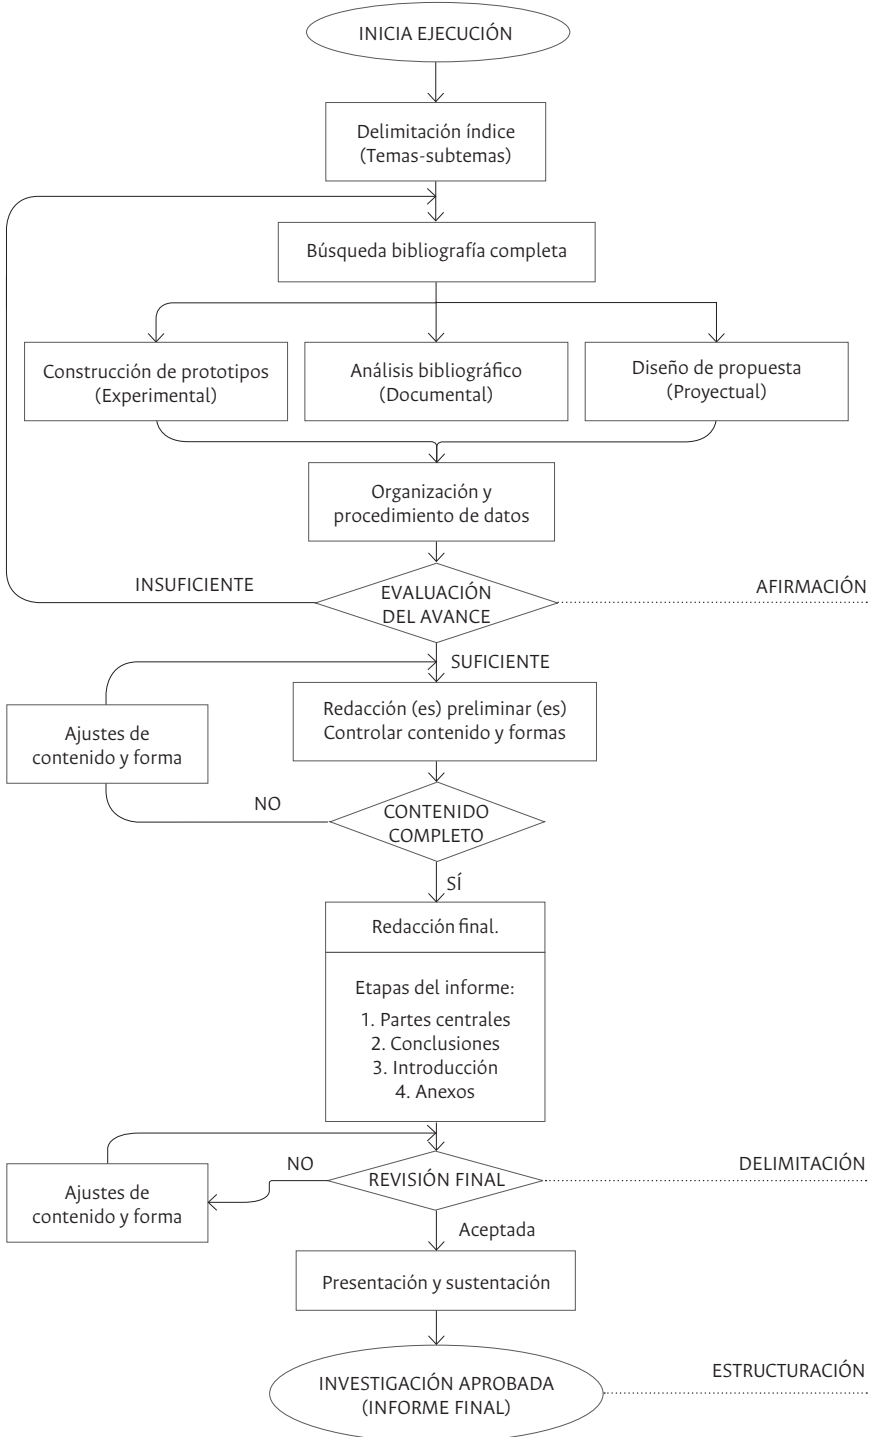 INICIA EJECUCIÓN
Delimitación índice
(Temas-subtemas)
Búsqueda bibliografía completa
Construcción de prototipos
(Experimental)
Análisis bibliográfico
(Documental)
Diseño de propuesta
(Proyectual)
Organización y
procedimiento de datos
INSUFICIENTE
EVALUACIÓN
DEL AVANCE
AFIRMACIÓN
SUFICIENTE
Ajustes de
contenido y forma
Redacción (es) preliminar (es)
Controlar contenido y formas
NO
CONTENIDO
COMPLETO
SÍ
Redacción final.
Etapas del informe:
1. Partes centrales
2. Conclusiones
3. Introducción
4. Anexos
Ajustes de
contenido y forma
NO
REVISIÓN FINAL
DELIMITACIÓN
Aceptada
Presentación y sustentación
INVESTIGACIÓN APROBADA
(INFORME FINAL)
ESTRUCTURACIÓN